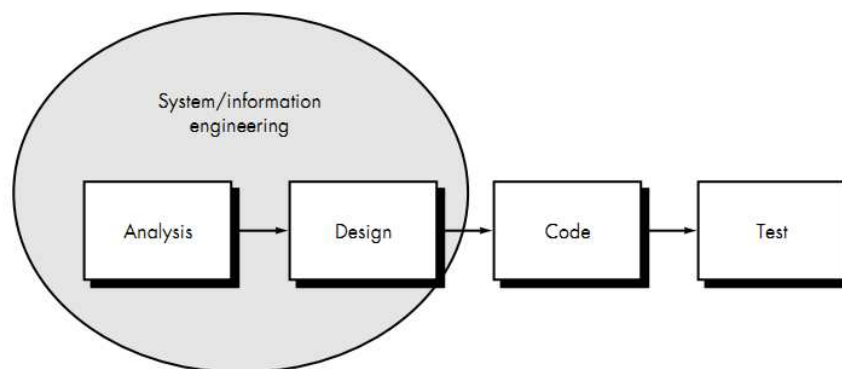 System/information
engineering
Analysis
Design
Code
Test